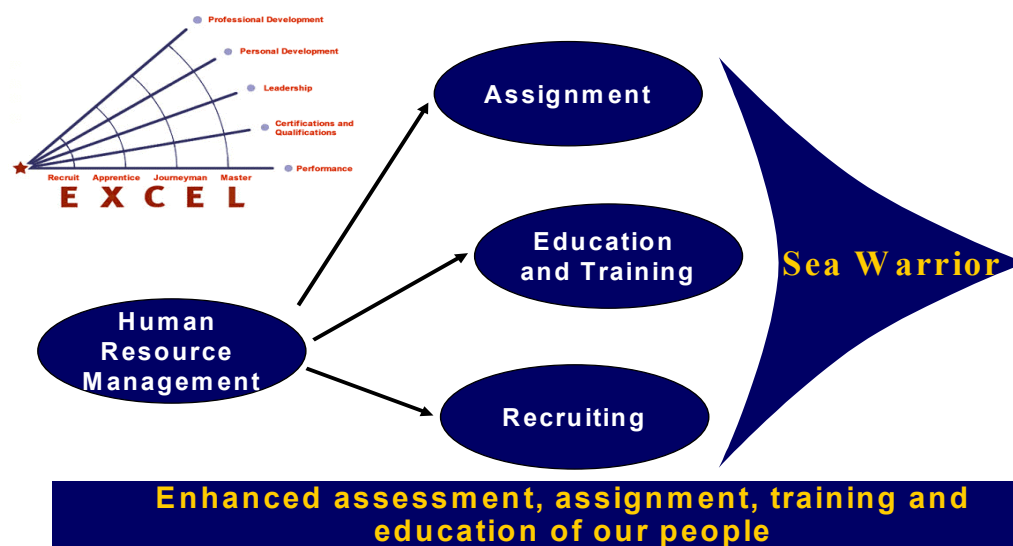 Professional Development
Personal Development
Leadership
Certifications and
Qualifications
Performance
Recruit Apprentice Journeyman Master
E X C E L
Assignment
Education
and Training
Sea Warrior
Human
Resource
Management
Recruiting
Enhanced assessment, assignment, training and
education of our people